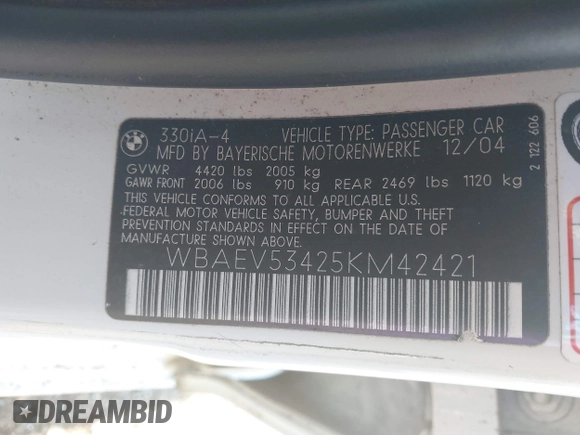 BMW
330iA-4 VEHICLE TYPE: PASSENGER CAR
MFD BY BAYERISCHE MOTORENWERKE 12/04
GVWR 4420 lbs 2005 kg
GAWR FRONT 2006 lbs 910 kg REAR 2469 lbs 1120 kg
THIS VEHICLE CONFORMS TO ALL APPLICABLE U.S.
FEDERAL MOTOR VEHICLE SAFETY, BUMPER AND THEFT
PREVENTION STANDARDS IN EFFECT ON THE DATE OF
MANUFACTURE SHOWN ABOVE.
WBAEV53425KM42421
2 122 606
DREAMBID